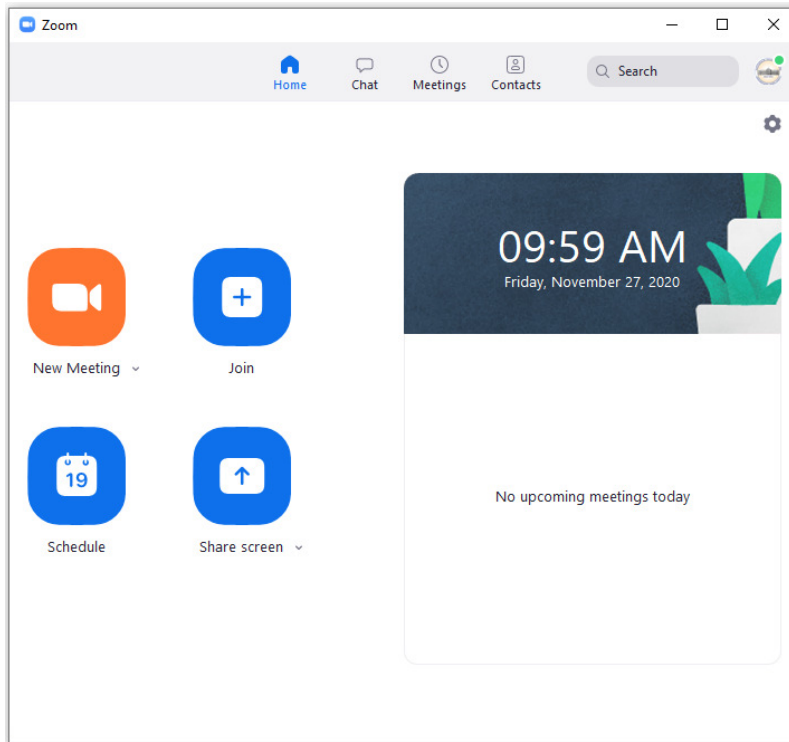 Zoom
Home
Chat
Meetings
Contacts
Search
09:59 AM
Friday, November 27, 2020
New Meeting
Join
19
Schedule
Share screen
No upcoming meetings today